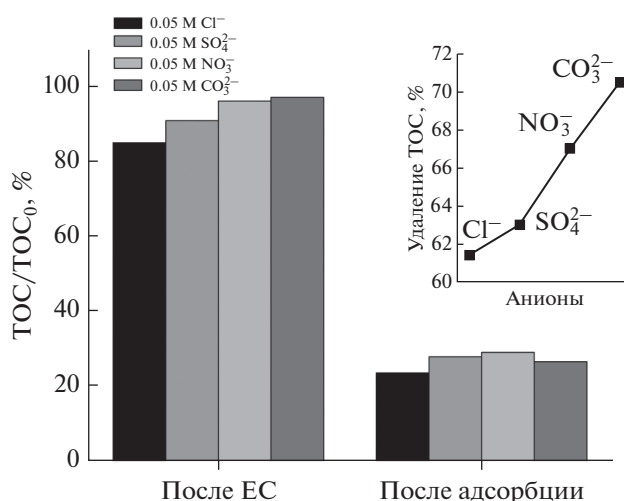 0.05 M Cl⁻
0.05 M SO₄²⁻
0.05 M NO₃⁻
0.05 M CO₃²⁻
TOC/TOC₀, %
100
80
60
40
20
0
После ЕС
После адсорбции
Удаление TOC, %
72
70
68
66
64
62
60
Cl⁻
SO₄²⁻
NO₃⁻
CO₃²⁻
Анионы